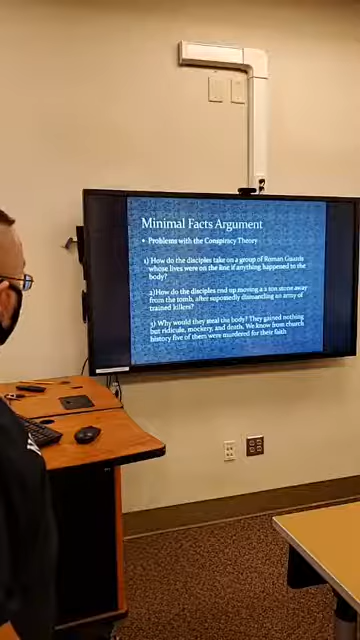 Minimal Facts Argument
• Problems with the Conspiracy Theory
1) How do the disciples take on a group of Roman Guards
whose lives were on the line if anything happened to the
body?
2)How do the disciples end up moving a 2 ton stone away
from the tomb, after supposedly dismantling an army of
trained killers?
3) Why would they steal the body? They gained nothing
but ridicule, mockery, and death. We know from church
history five of them were murdered for their faith